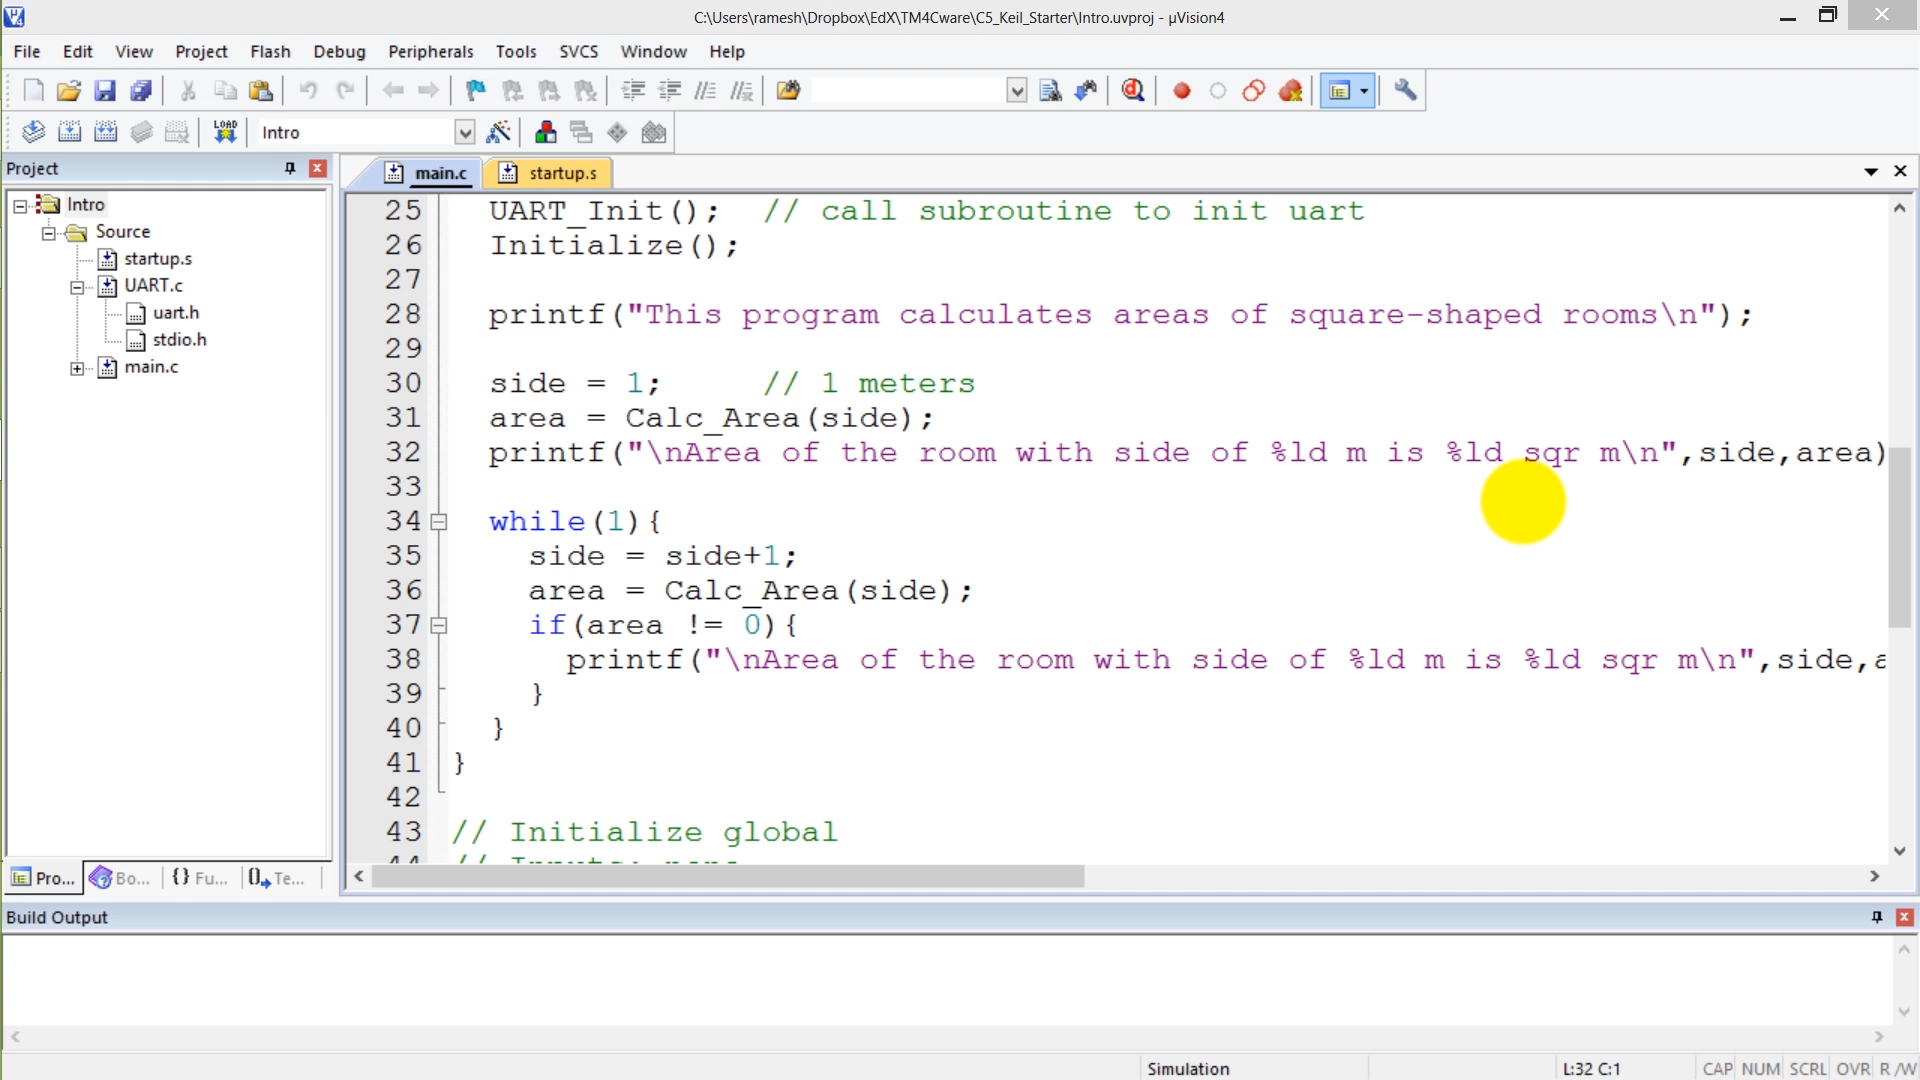 C:\Users\ramesh\Dropbox\EdX\TM4Cware\C5_Keil_Starter\Intro.uvproj - µVision4
File Edit View Project Flash Debug Peripherals Tools SVCS Window Help
LOAD Intro
Project
main.c startup.s
Intro
Source
startup.s
UART.c
uart.h
stdio.h
main.c
25 UART_Init(); // call subroutine to init uart
26 Initialize();
27
28 printf("This program calculates areas of square-shaped rooms\n");
29
30 side = 1; // 1 meters
31 area = Calc_Area(side);
32 printf("\nArea of the room with side of %ld m is %ld sqr m\n",side,area)
33
34 while(1){
35 side = side+1;
36 area = Calc_Area(side);
37 if(area != 0){
38 printf("\nArea of the room with side of %ld m is %ld sqr m\n",side,a
39 }
40 }
41 }
42
43 // Initialize global
Pro... Bo... {} Fu... Te...
Build Output
Simulation L:32 C:1 CAP NUM SCRL OVR R/W